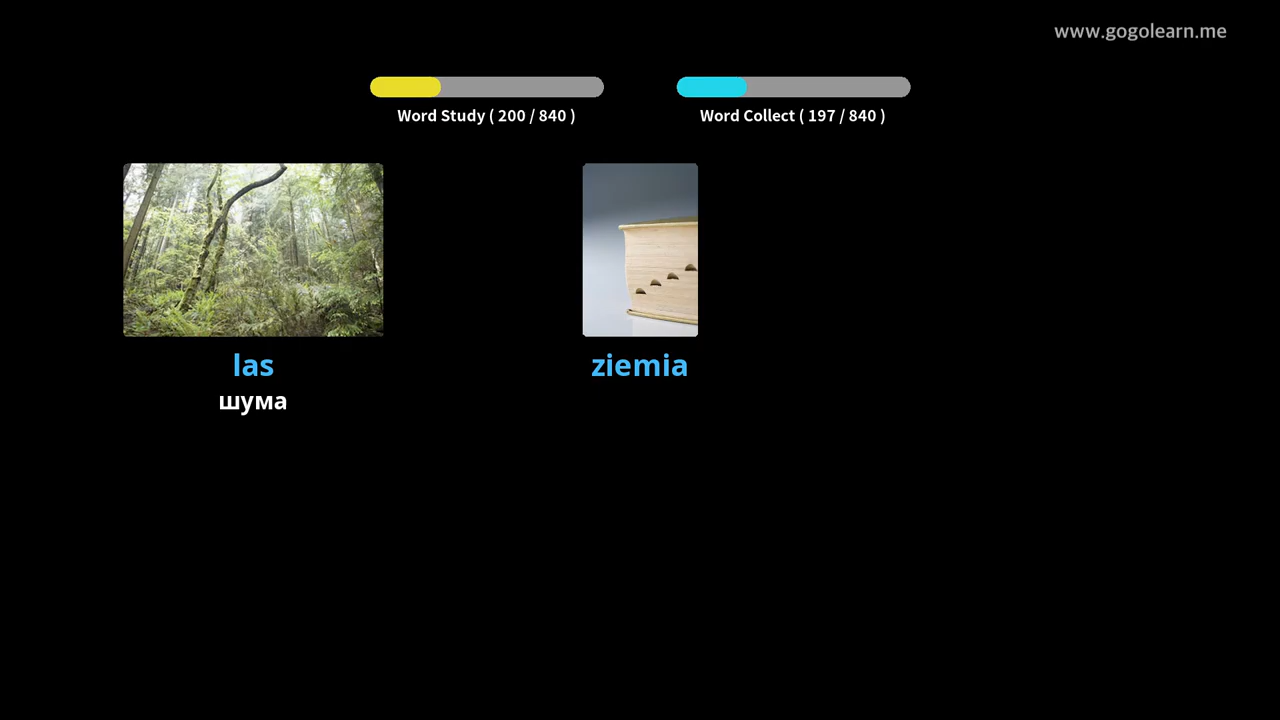 www.gogolearn.me
Word Study ( 200 / 840 )
Word Collect ( 197 / 840 )
las
шума
ziemia